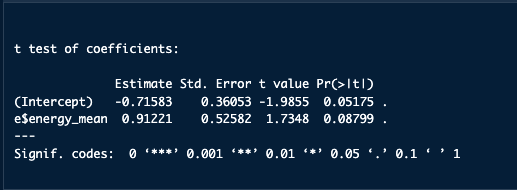 t test of coefficients:
Estimate Std. Error t value Pr(>|t|)
(Intercept) -0.71583 0.36053 -1.9855 0.05175 .
e$energy_mean 0.91221 0.52582 1.7348 0.08799 .
---
Signif. codes: 0 ‘***’ 0.001 ‘**’ 0.01 ‘*’ 0.05 ‘.’ 0.1 ‘ ’ 1